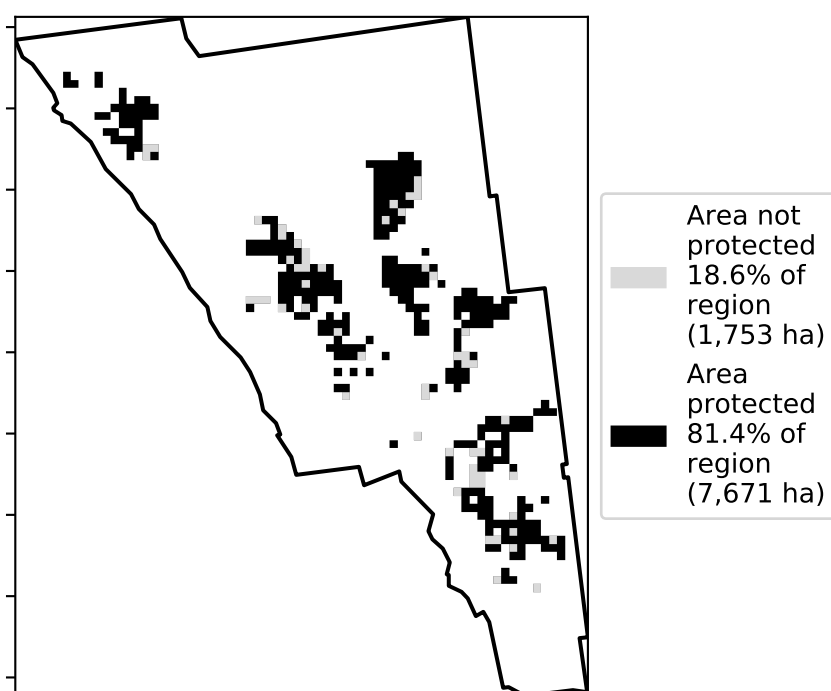 Area not
protected
18.6% of
region
(1,753 ha)
Area
protected
81.4% of
region
(7,671 ha)